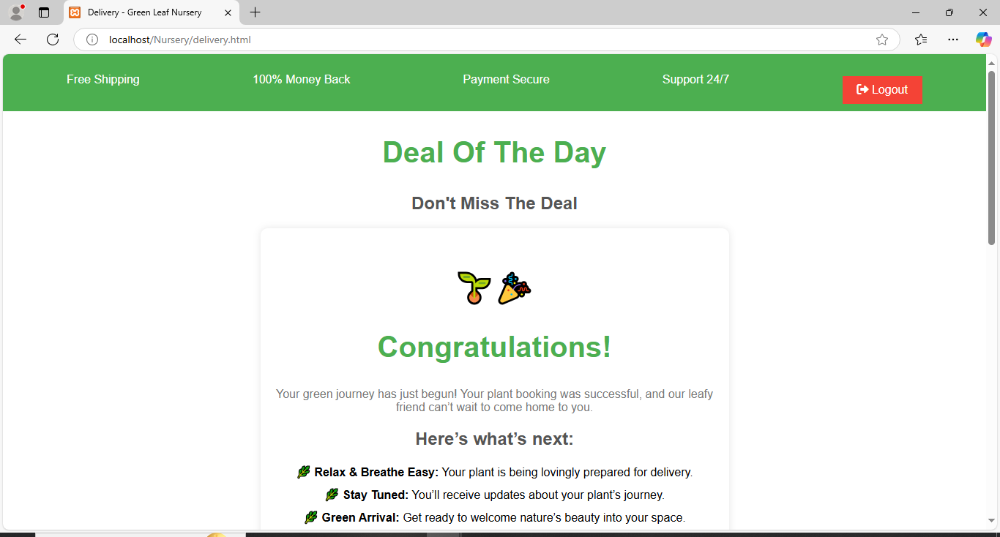 Delivery - Green Leaf Nursery
localhost/Nursery/delivery.html
Free Shipping 100% Money Back Payment Secure Support 24/7 Logout
Deal Of The Day
Don't Miss The Deal
Congratulations!
Your green journey has just begun! Your plant booking was successful, and our leafy
friend can’t wait to come home to you.
Here’s what’s next:
Relax & Breathe Easy: Your plant is being lovingly prepared for delivery.
Stay Tuned: You’ll receive updates about your plant’s journey.
Green Arrival: Get ready to welcome nature’s beauty into your space.